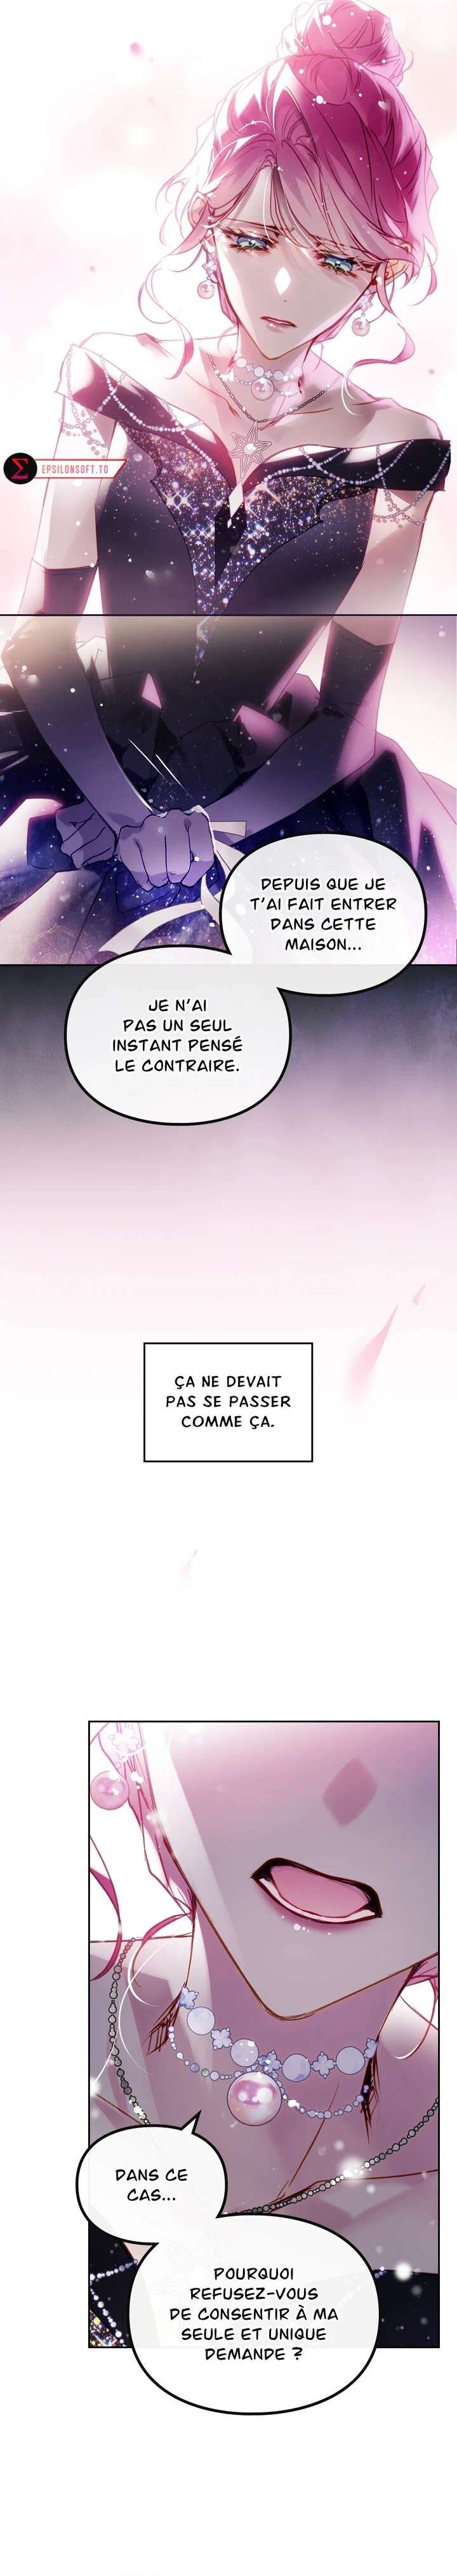 EPSILONSOFT.TO
DEPUIS QUE JE
T'AI FAIT ENTRER
DANS CETTE
MAISON...
JE N'AI
PAS UN SEUL
INSTANT PENSÉ
LE CONTRAIRE.
ÇA NE DEVAIT
PAS SE PASSER
COMME ÇA.
DANS CE
CAS...
POURQUOI
REFUSEZ-VOUS
DE CONSENTIR À MA
SEULE ET UNIQUE
DEMANDE ?